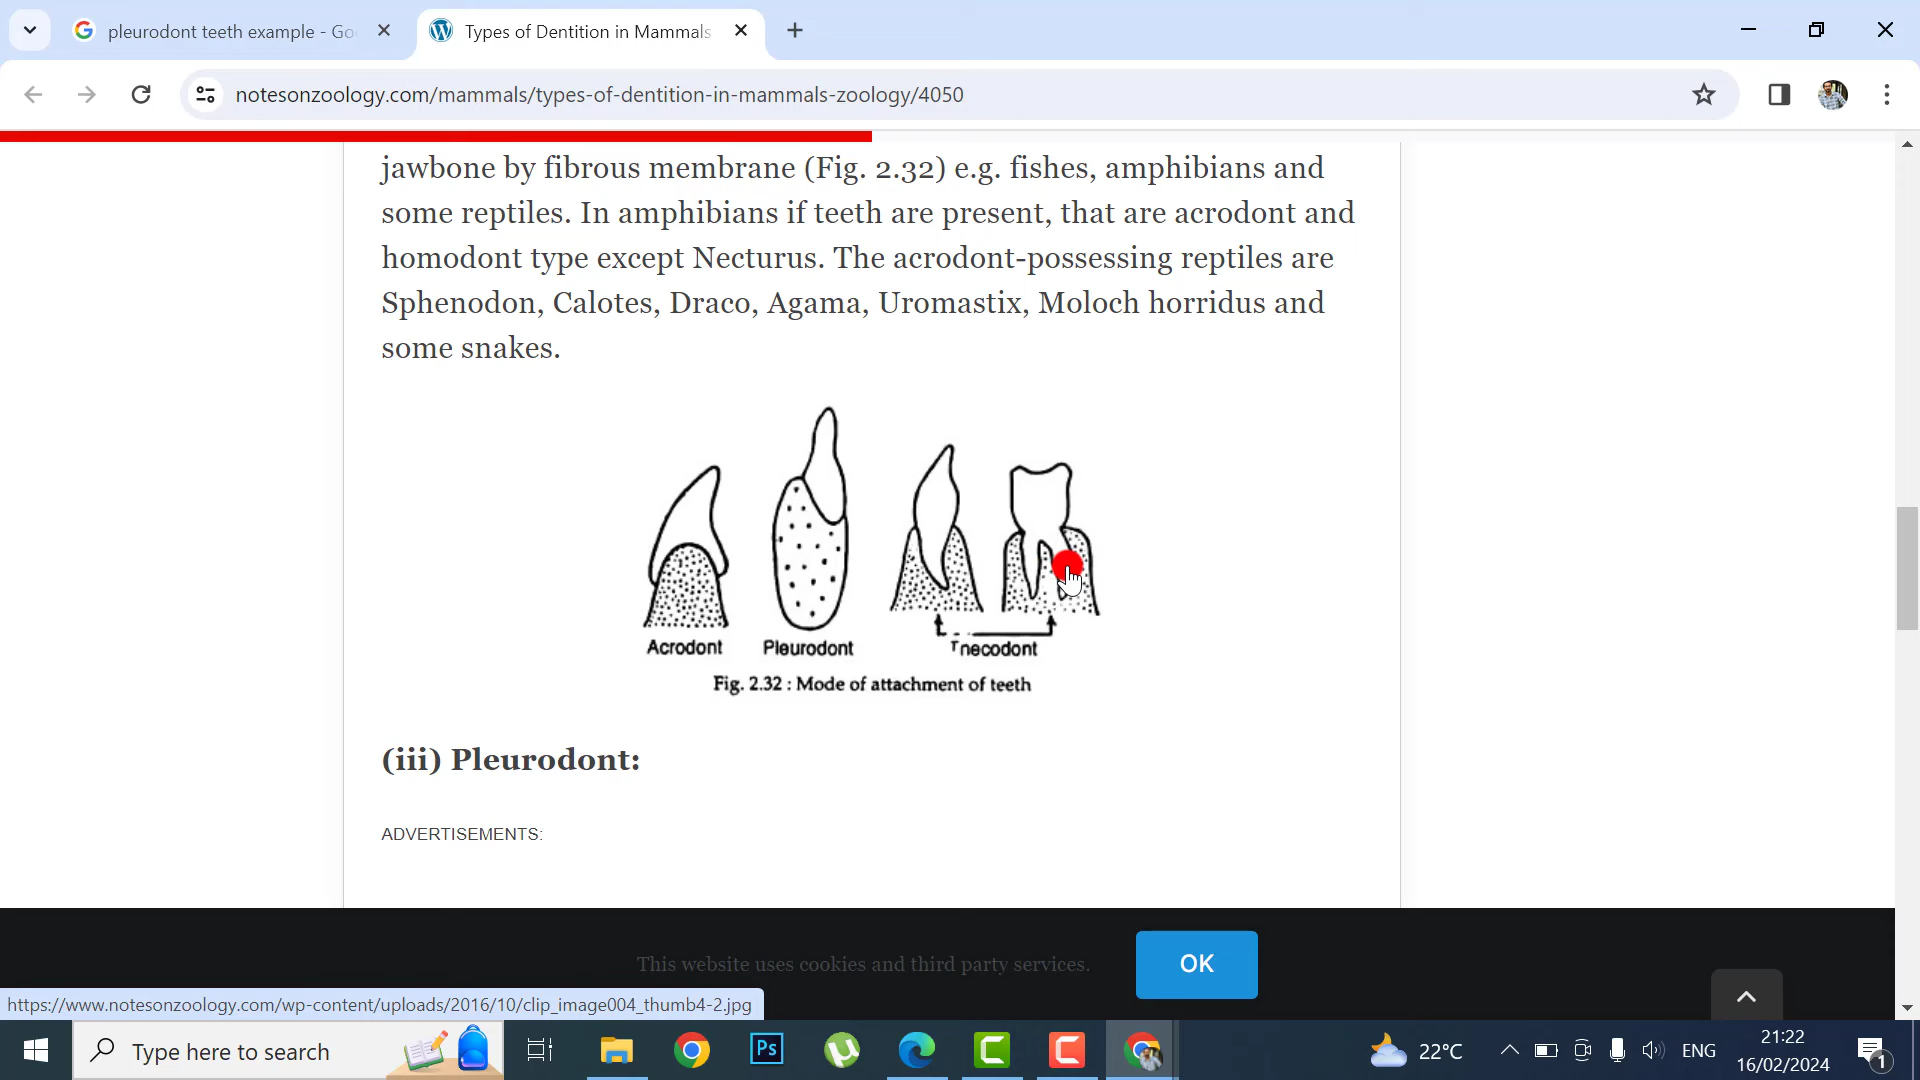 pleurodont teeth example - Go
Types of Dentition in Mammals
notesonzoology.com/mammals/types-of-dentition-in-mammals-zoology/4050
jawbone by fibrous membrane (Fig. 2.32) e.g. fishes, amphibians and
some reptiles. In amphibians if teeth are present, that are acrodont and
homodont type except Necturus. The acrodont-possessing reptiles are
Sphenodon, Calotes, Draco, Agama, Uromastix, Moloch horridus and
some snakes.
Acrodont Pleurodont Thecodont
Fig. 2.32 : Mode of attachment of teeth
(iii) Pleurodont:
ADVERTISEMENTS:
This website uses cookies and third party services.
OK
https://www.notesonzoology.com/wp-content/uploads/2016/10/clip_image004_thumb4-2.jpg
Type here to search
Ps
22°C
ENG
21:22
16/02/2024
1